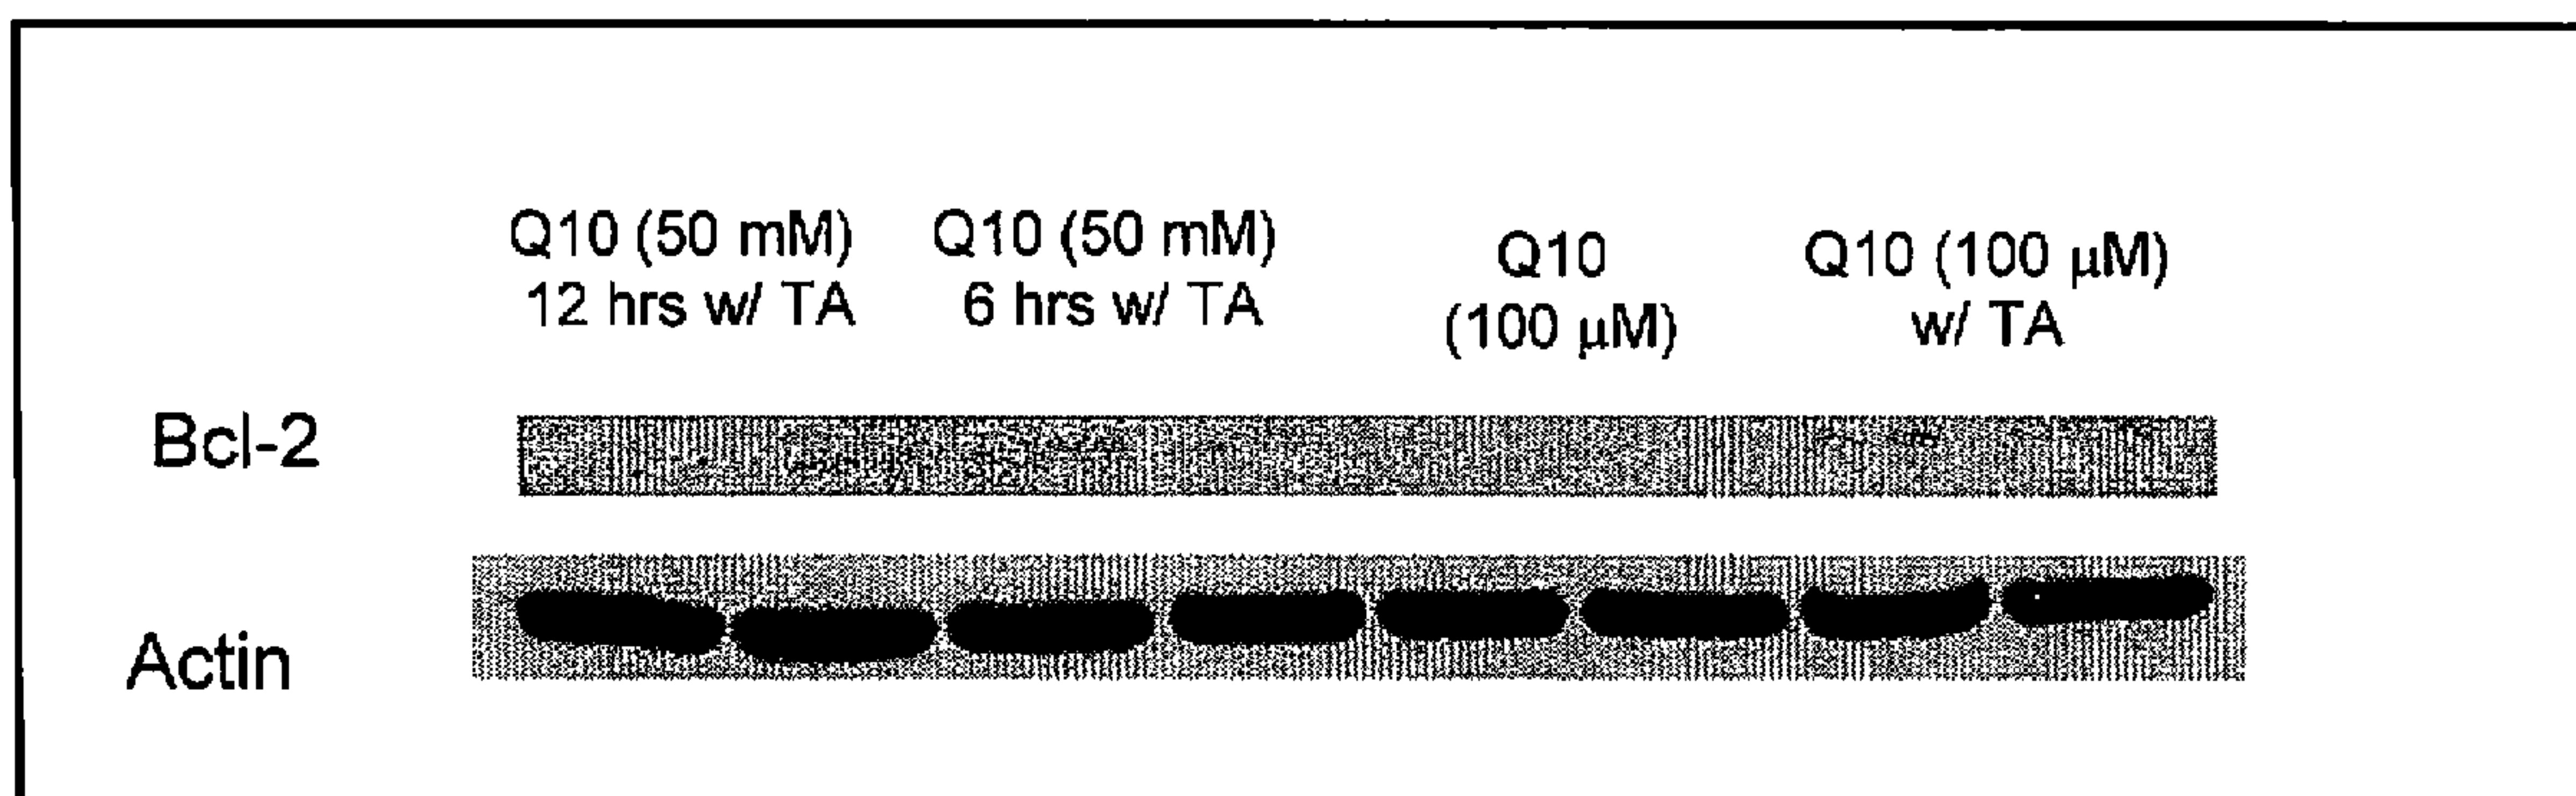 Q10 (50 mM)
12 hrs w/ TA
Q10 (50 mM)
6 hrs w/ TA
Q10
(100 μM)
Q10 (100 μM)
w/ TA
Bcl-2
Actin